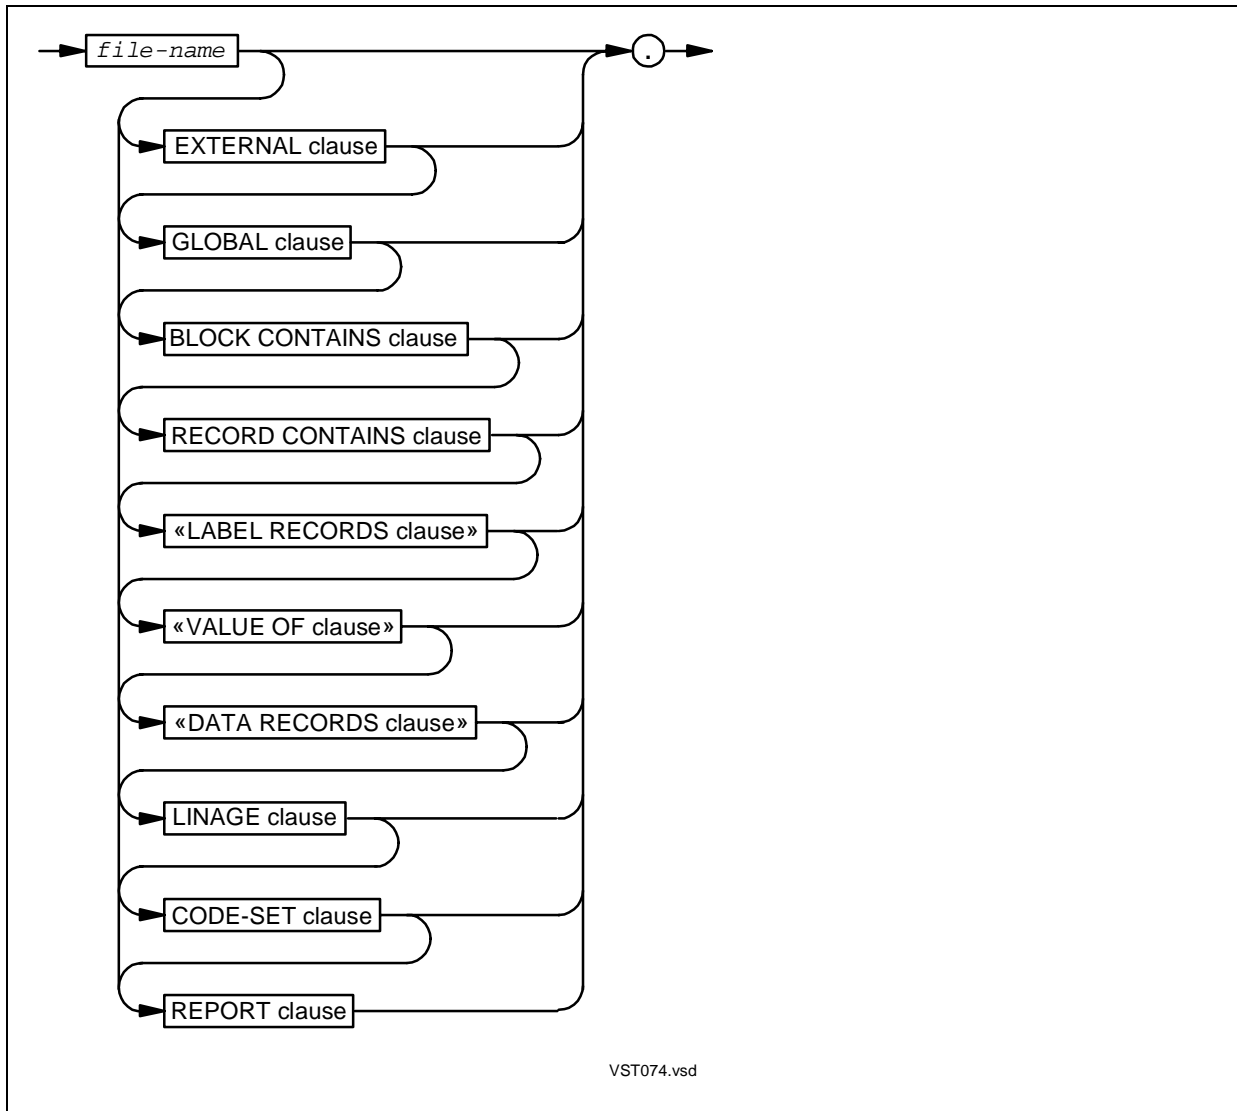 file-name .
EXTERNAL clause
GLOBAL clause
BLOCK CONTAINS clause
RECORD CONTAINS clause
«LABEL RECORDS clause»
«VALUE OF clause»
«DATA RECORDS clause»
LINAGE clause
CODE-SET clause
REPORT clause
VST074.vsd